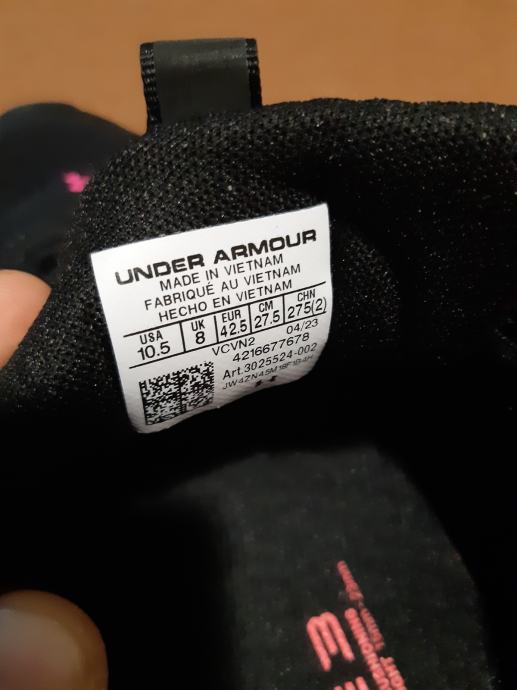 UNDER ARMOUR
MADE IN VIETNAM
FABRIQUÉ AU VIETNAM
HECHO EN VIETNAM
USA UK EUR CM CHN
10.5 8 42.5 27.5 275(2)
VCVN2 04/23
4216677678
Art.3025524-002